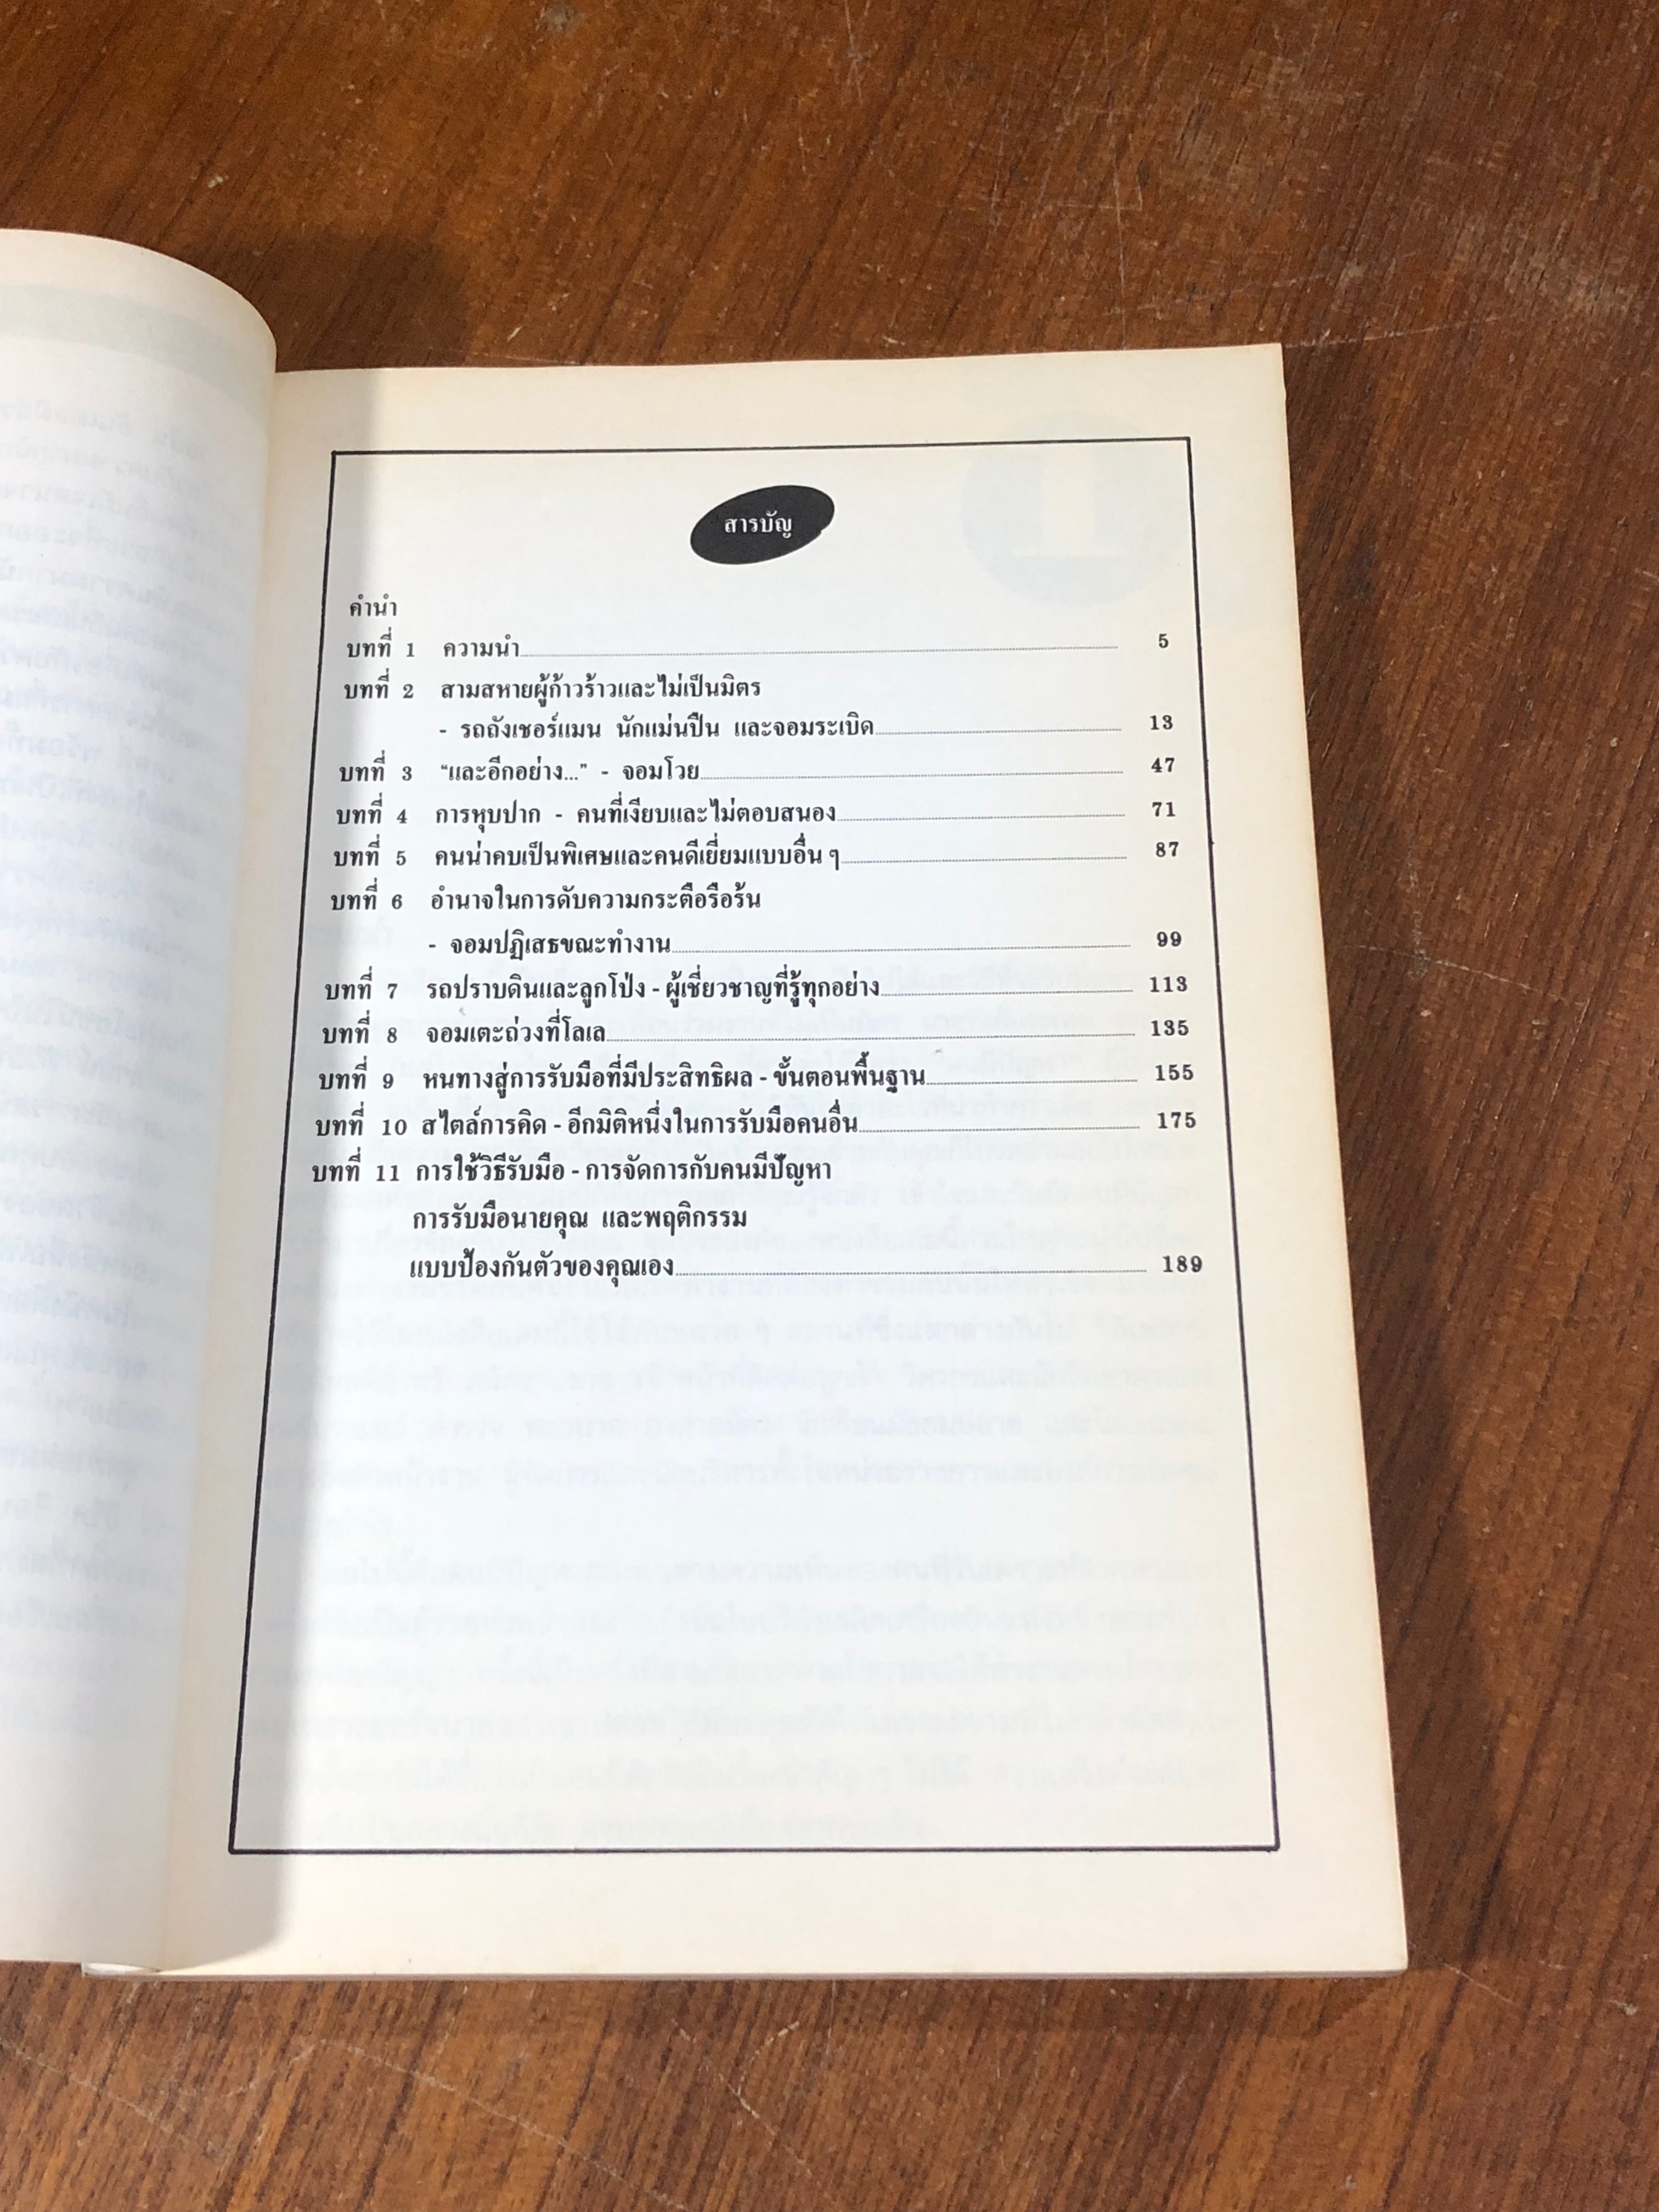 สารบัญ
คำนำ
บทที่ 1 ความนำ 5
บทที่ 2 สามสหายผู้ก้าวร้าวและไม่เป็นมิตร
- รถถังเชอร์แมน นักแม่นปืน และจอมระเบิด 13
บทที่ 3 “และอีกอย่าง...” - จอมโวย 47
บทที่ 4 การหุบปาก - คนที่เงียบและไม่ตอบสนอง 71
บทที่ 5 คนน่าคบเป็นพิเศษและคนดีเยี่ยมแบบอื่น ๆ 87
บทที่ 6 อำนาจในการดับความกระตือรือร้น
- จอมปฏิเสธขณะทำงาน 99
บทที่ 7 รถปราบดินและลูกโป่ง - ผู้เชี่ยวชาญที่รู้ทุกอย่าง 113
บทที่ 8 จอมเตะถ่วงที่โลเล 135
บทที่ 9 หนทางสู่การรับมือที่มีประสิทธิผล - ขั้นตอนพื้นฐาน 155
บทที่ 10 สไตล์การคิด - อีกมิติหนึ่งในการรับมือคนอื่น 175
บทที่ 11 การใช้วิธีรับมือ - การจัดการกับคนมีปัญหา
การรับมือนายคุณ และพฤติกรรม
แบบป้องกันตัวของคุณเอง 189